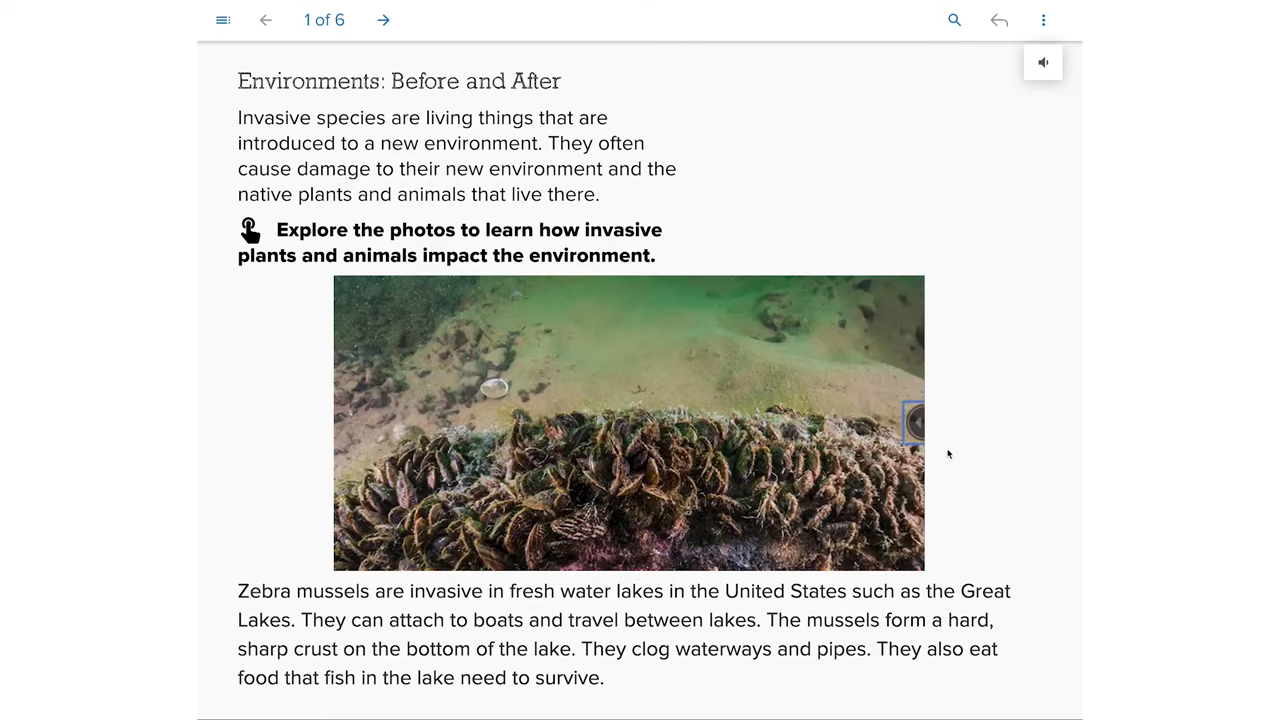 1 of 6
Environments: Before and After
Invasive species are living things that are
introduced to a new environment. They often
cause damage to their new environment and the
native plants and animals that live there.
Explore the photos to learn how invasive
plants and animals impact the environment.
Zebra mussels are invasive in fresh water lakes in the United States such as the Great
Lakes. They can attach to boats and travel between lakes. The mussels form a hard,
sharp crust on the bottom of the lake. They clog waterways and pipes. They also eat
food that fish in the lake need to survive.